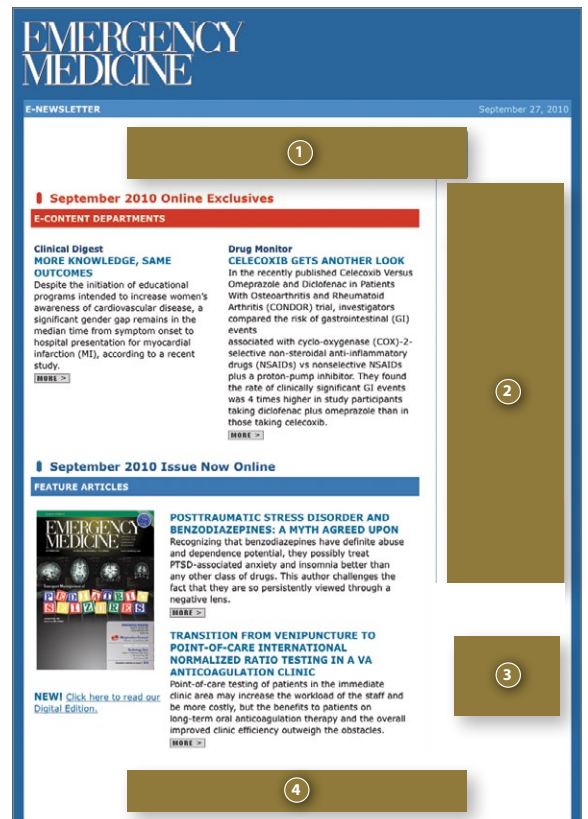 EMERGENCY
MEDICINE
E-NEWSLETTER
September 27, 2010
1
September 2010 Online Exclusives
E-CONTENT DEPARTMENTS
Clinical Digest
MORE KNOWLEDGE, SAME
OUTCOMES
Despite the initiation of educational
programs intended to increase women's
awareness of cardiovascular disease, a
significant gender gap remains in the
median time from symptom onset to
hospital presentation for myocardial
infarction (MI), according to a recent
study.
MORE >
Drug Monitor
CELECOXIB GETS ANOTHER LOOK
In the recently published Celecoxib Versus
Omeprazole and Diclofenac in Patients
With Osteoarthritis and Rheumatoid
Arthritis (CONDOR) trial, investigators
compared the risk of gastrointestinal (GI)
events
associated with cyclo-oxygenase (COX)-2-
selective non-steroidal anti-inflammatory
drugs (NSAIDs) vs nonselective NSAIDs
plus a proton-pump inhibitor. They found
the rate of clinically significant GI events
was 4 times higher in study participants
taking diclofenac plus omeprazole than in
those taking celecoxib.
MORE >
2
September 2010 Issue Now Online
FEATURE ARTICLES
EMERGENCY
MEDICINE
PEDIATRIC
SEIZURES
NEW! Click here to read our
Digital Edition.
POSTTRAUMATIC STRESS DISORDER AND
BENZODIAZEPINES: A MYTH AGREED UPON
Recognizing that benzodiazepines have definite abuse
and dependence potential, they possibly treat
PTSD-associated anxiety and insomnia better than
any other class of drugs. This author challenges the
fact that they are so persistently viewed through a
negative lens.
MORE >
TRANSITION FROM VENIPUNCTURE TO
POINT-OF-CARE INTERNATIONAL
NORMALIZED RATIO TESTING IN A VA
ANTICOAGULATION CLINIC
Point-of-care testing of patients in the immediate
clinic area may increase the workload of the staff and
be more costly, but the benefits to patients on
long-term oral anticoagulation therapy and the overall
improved clinic efficiency outweigh the obstacles.
MORE >
3
4